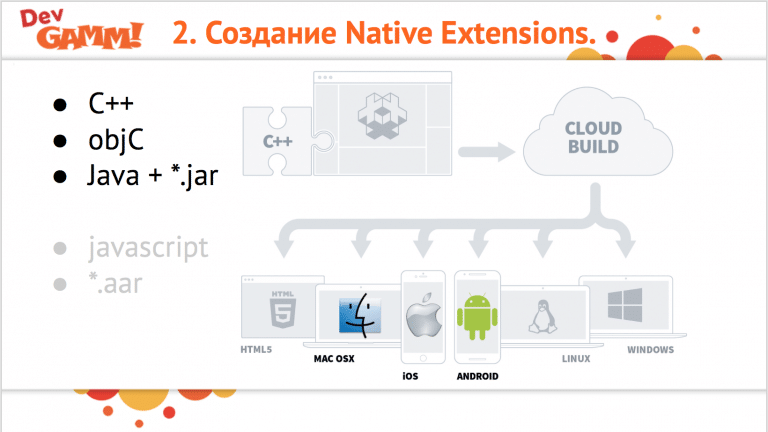 Dev
GAMM!
2. Создание Native Extensions.
● C++
● objC
● Java + *.jar
● javascript
● *.aar
C++
CLOUD
BUILD
HTML
5
HTML5
MAC OSX
iOS
ANDROID
LINUX
WINDOWS